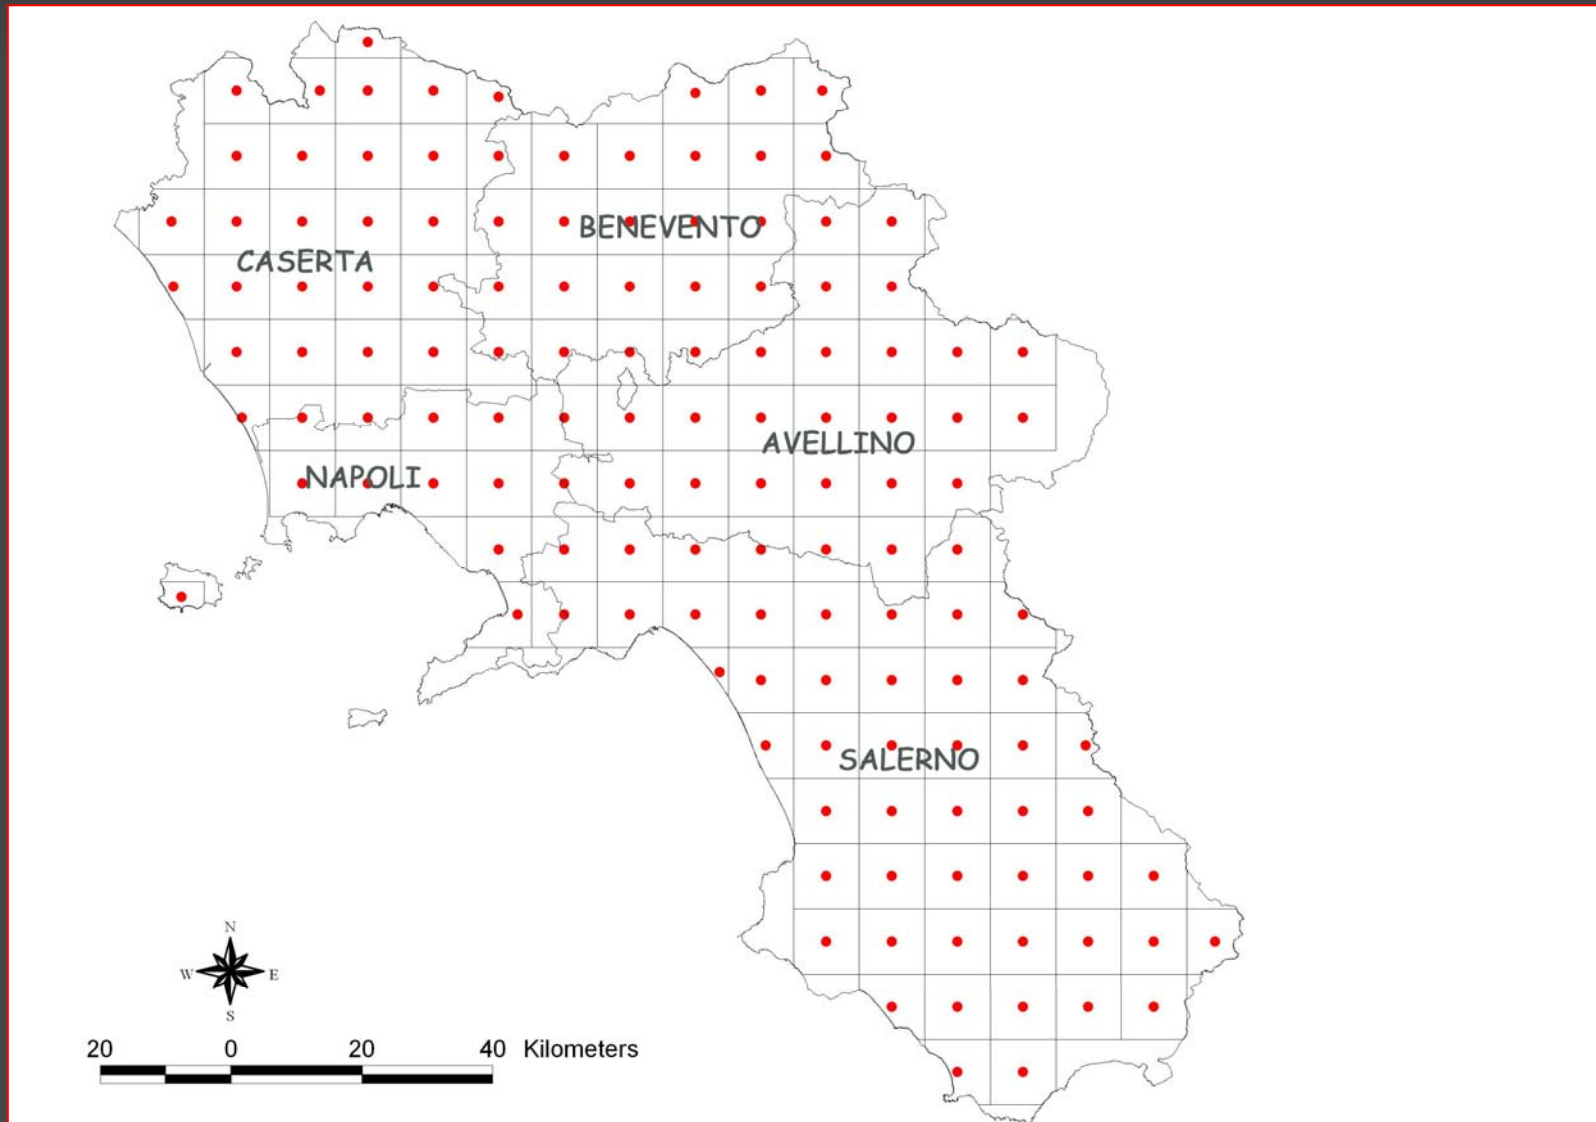 BENEVENTO
CASERTA
AVELLINO
NAPOLI
SALERNO
N
W E
S
20 0 20 40 Kilometers